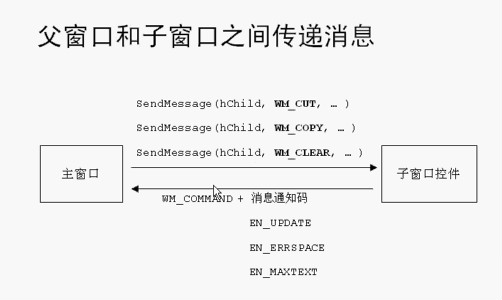 父窗口和子窗口之间传递消息
SendMessage(hChild, WM_CUT, … )
SendMessage(hChild, WM_COPY, … )
SendMessage(hChild, WM_CLEAR, … )
主窗口
子窗口控件
WM_COMMAND + 消息通知码
EN_UPDATE
EN_ERRSPACE
EN_MAXTEXT